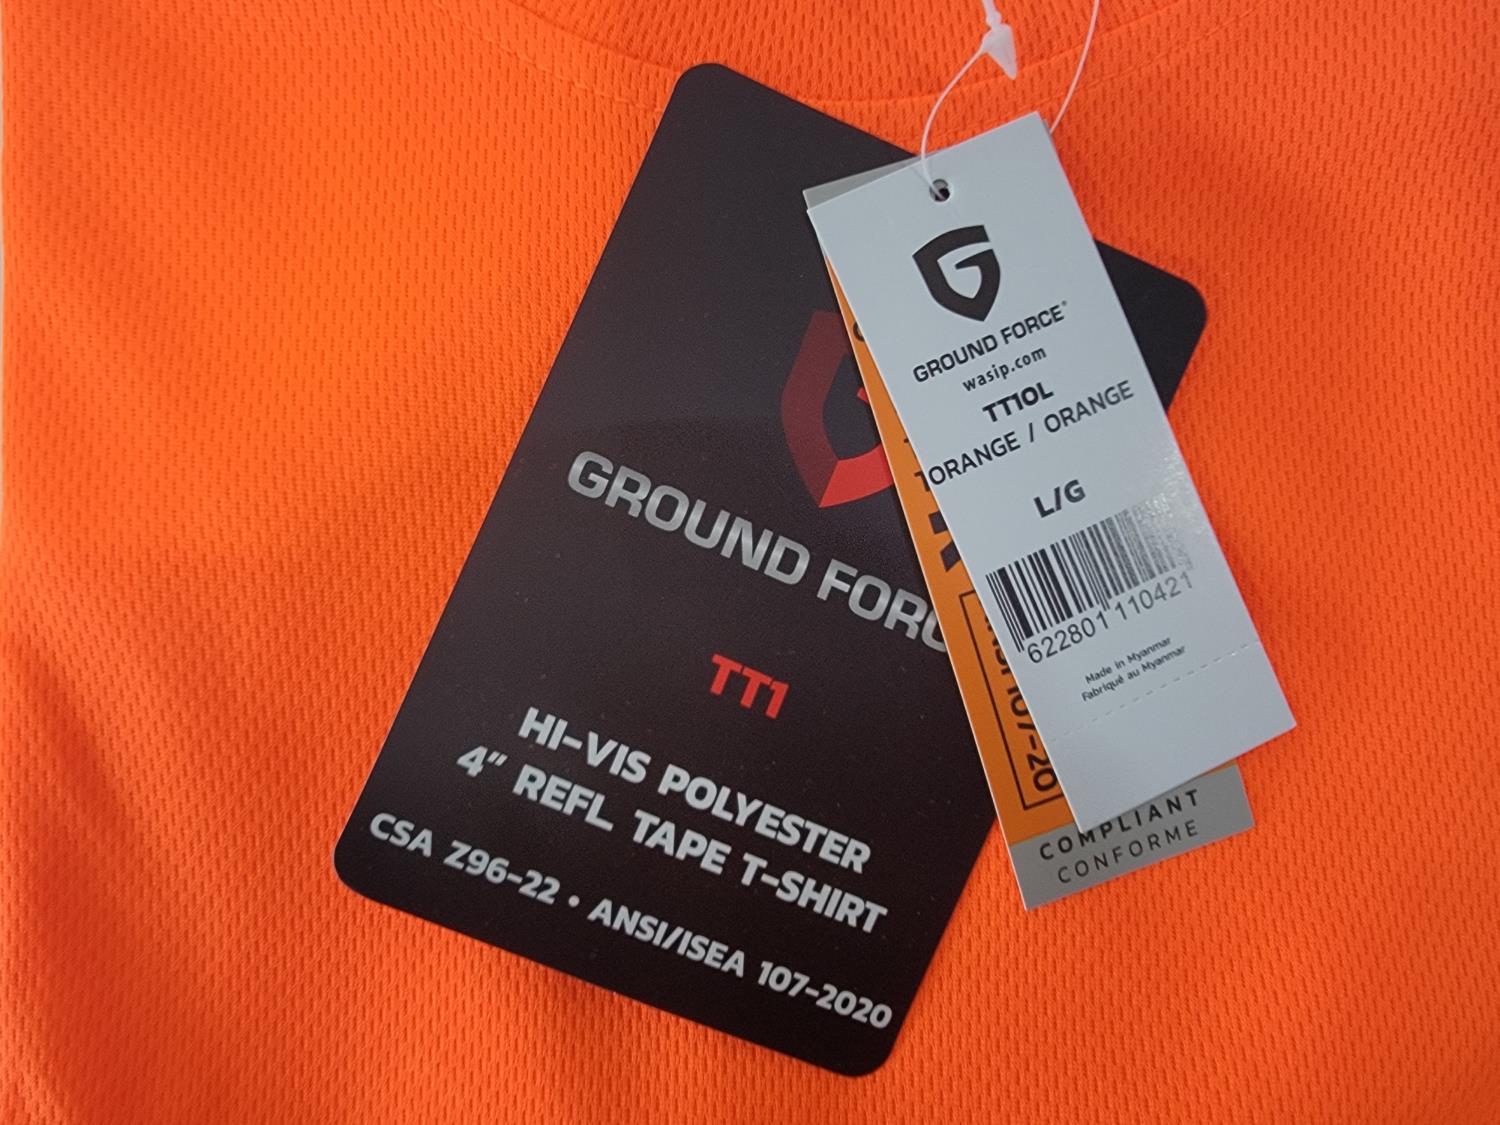 GROUND FORC
TT1
HI-VIS POLYESTER
4" REFL TAPE T-SHIRT
CSA Z96-22 • ANSI/ISEA 107-2020
GROUND FORCE®
wasip.com
TT1OL
ORANGE / ORANGE
L/G
622801 110421
Made in Myanmar
Fabriqué au Myanmar
COMPLIANT
CONFORME